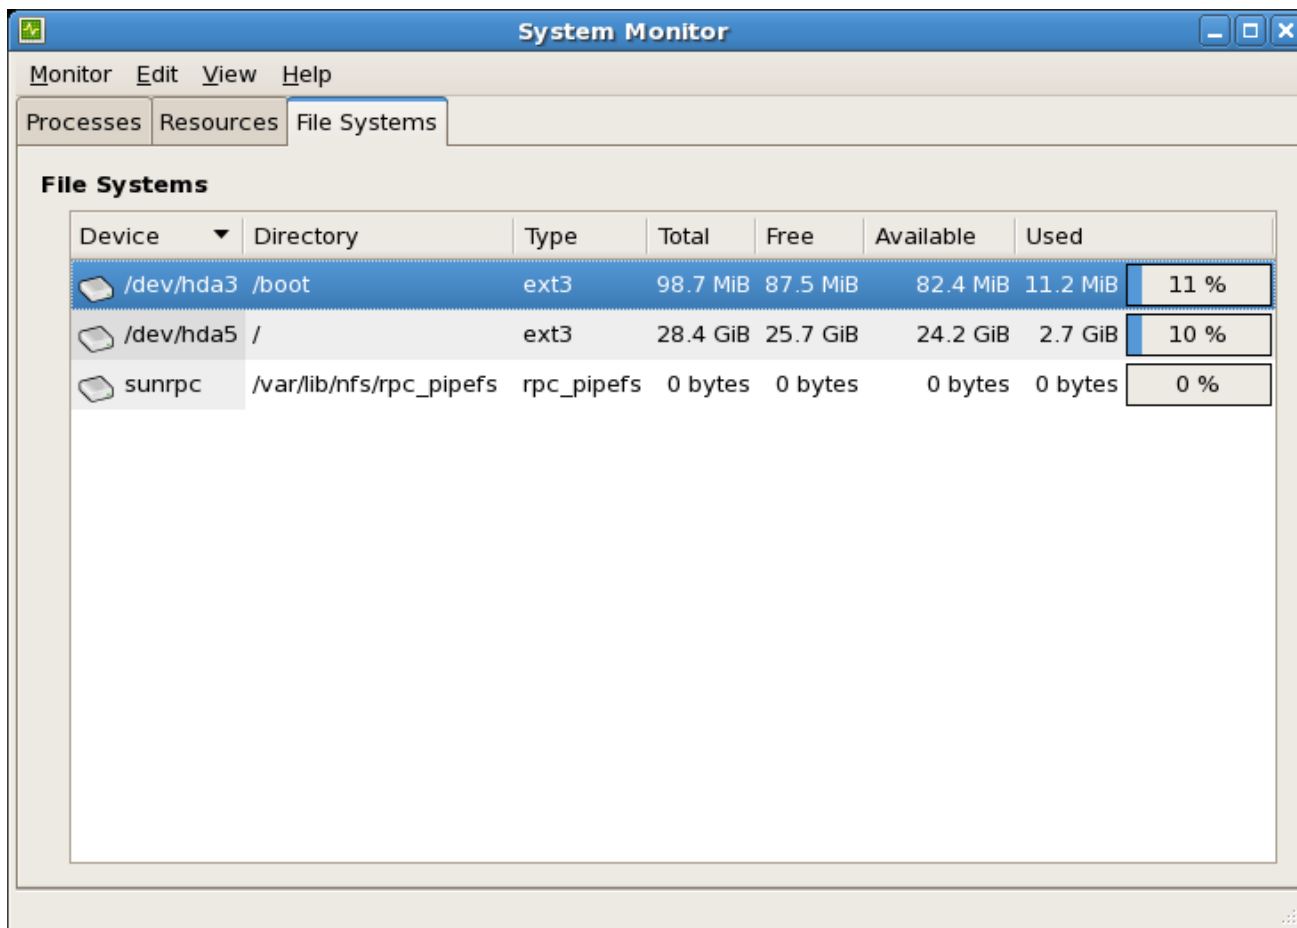 System Monitor
Monitor Edit View Help
Processes Resources File Systems
File Systems
Device Directory Type Total Free Available Used
/dev/hda3 /boot ext3 98.7 MiB 87.5 MiB 82.4 MiB 11.2 MiB 11 %
/dev/hda5 / ext3 28.4 GiB 25.7 GiB 24.2 GiB 2.7 GiB 10 %
sunrpc /var/lib/nfs/rpc_pipefs rpc_pipefs 0 bytes 0 bytes 0 bytes 0 bytes 0 %